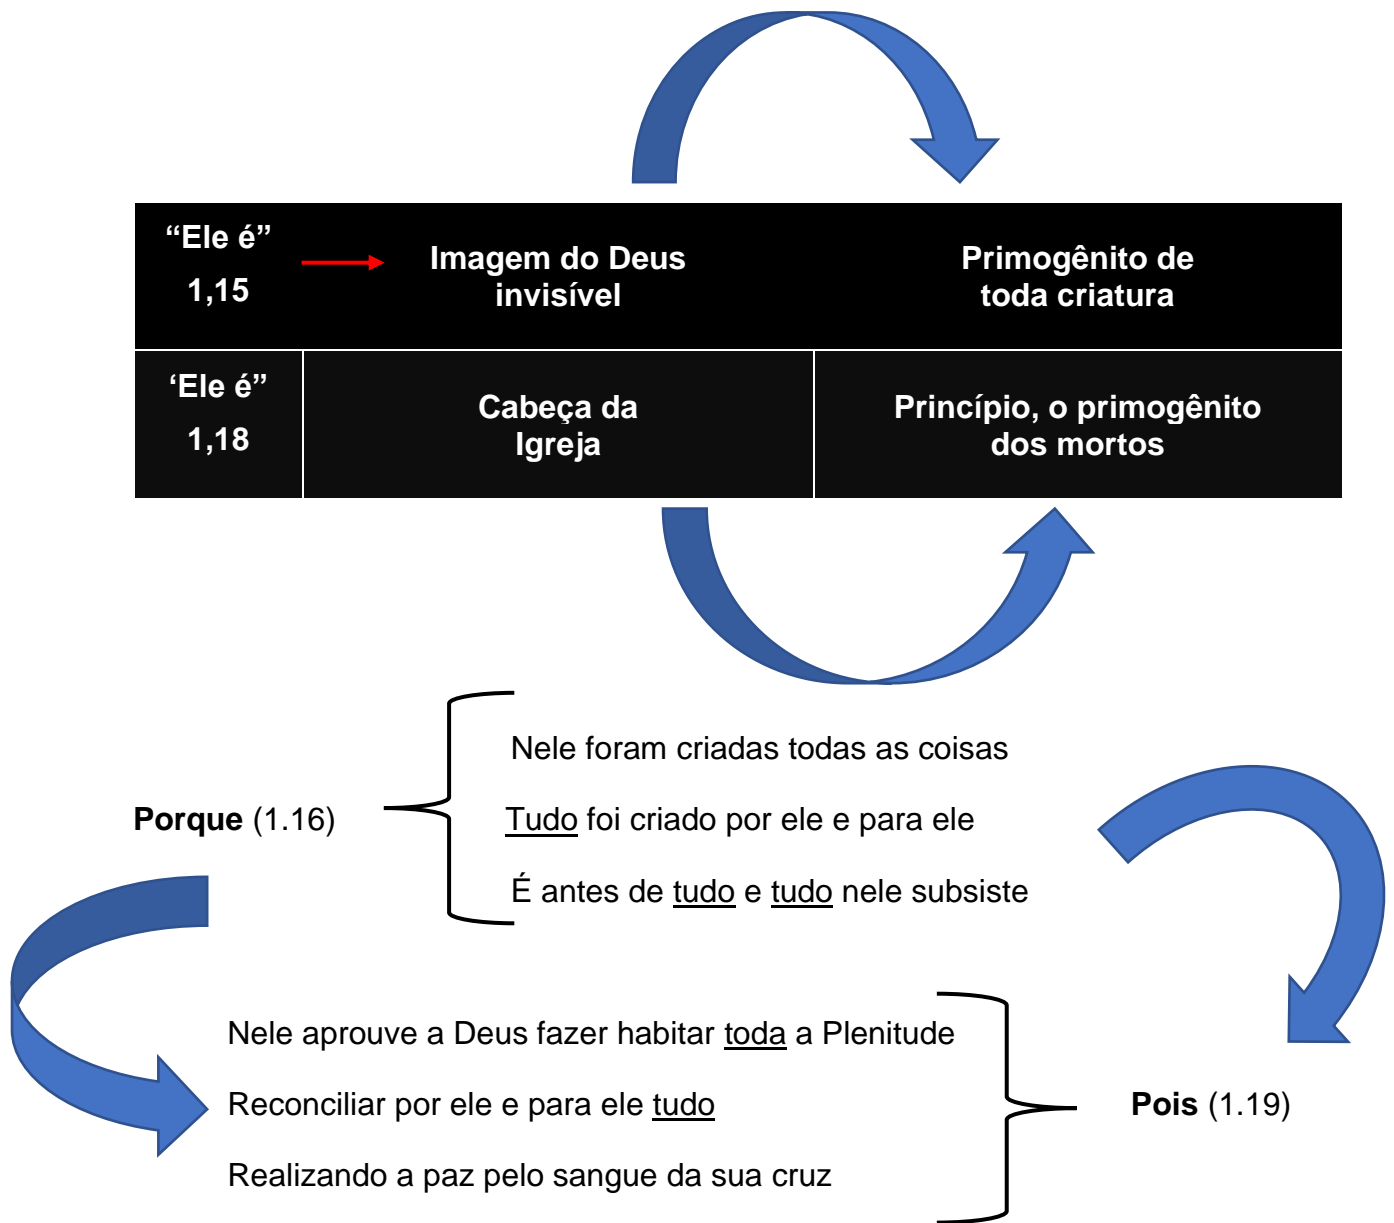 “Ele é”
1,15
Imagem do Deus
invisível
Primogênito de
toda criatura
‘Ele é”
1,18
Cabeça da
Igreja
Princípio, o primogênito
dos mortos
Porque (1.16)
Nele foram criadas todas as coisas
Tudo foi criado por ele e para ele
É antes de tudo e tudo nele subsiste
Nele aprouve a Deus fazer habitar toda a Plenitude
Reconciliar por ele e para ele tudo
Realizando a paz pelo sangue da sua cruz
Pois (1.19)